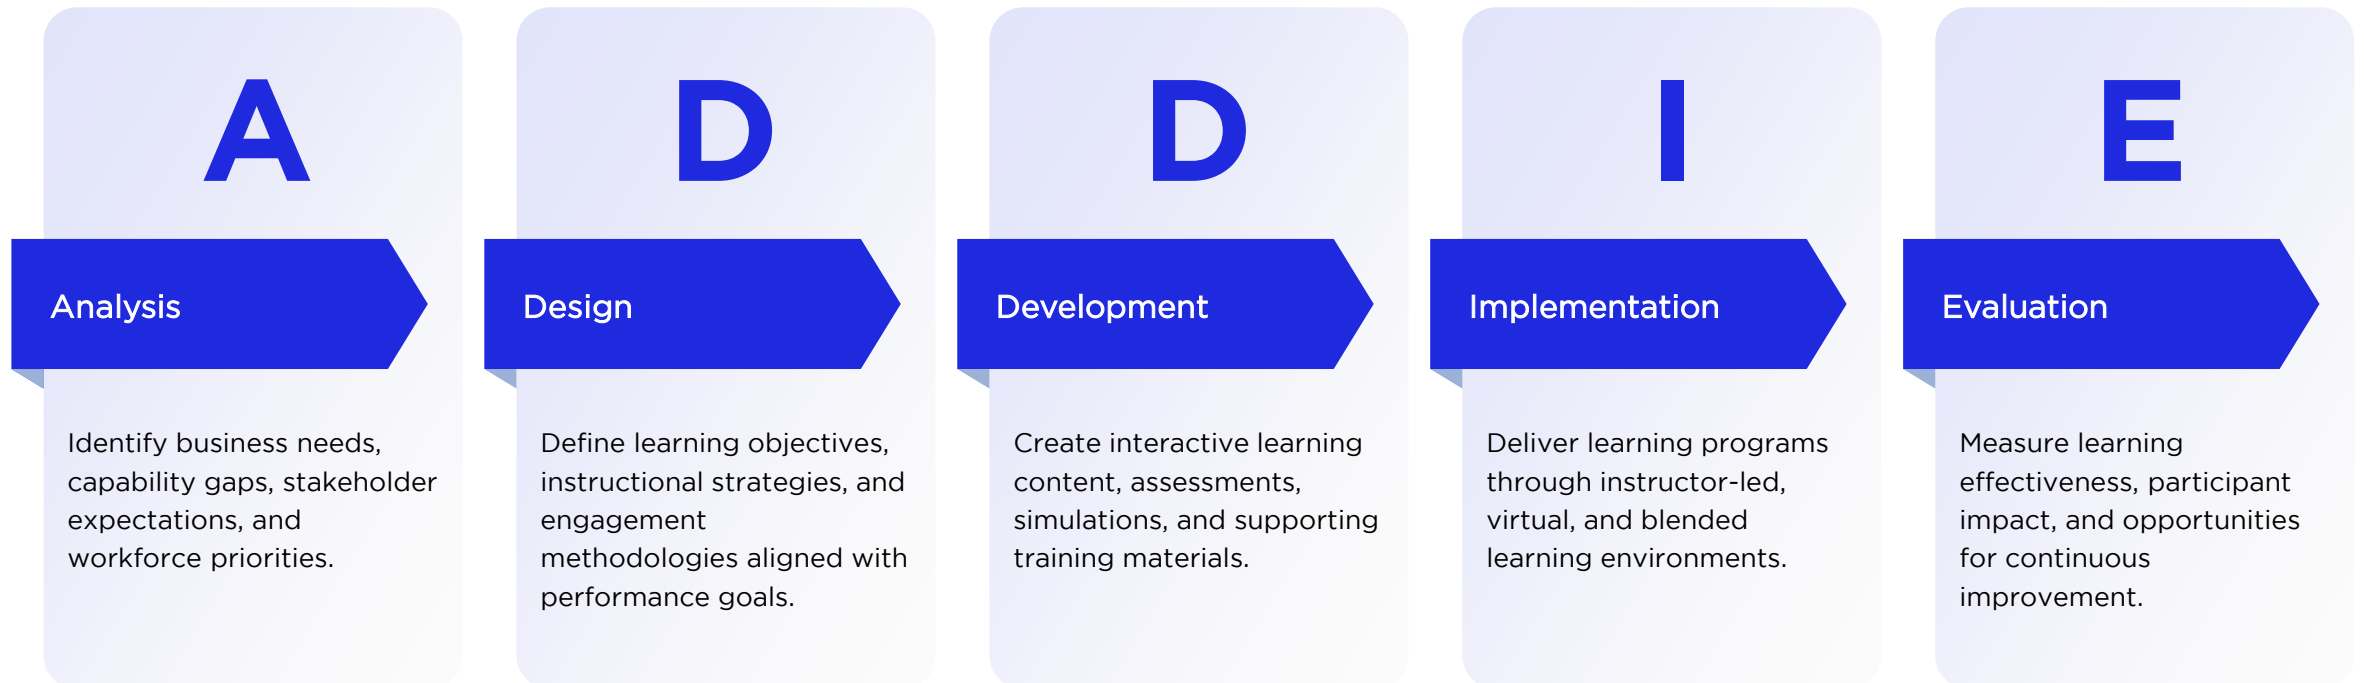 A
Analysis
Identify business needs,
capability gaps, stakeholder
expectations, and
workforce priorities.
D
Design
Define learning objectives,
instructional strategies, and
engagement
methodologies aligned with
performance goals.
D
Development
Create interactive learning
content, assessments,
simulations, and supporting
training materials.
I
Implementation
Deliver learning programs
through instructor-led,
virtual, and blended
learning environments.
E
Evaluation
Measure learning
effectiveness, participant
impact, and opportunities
for continuous
improvement.